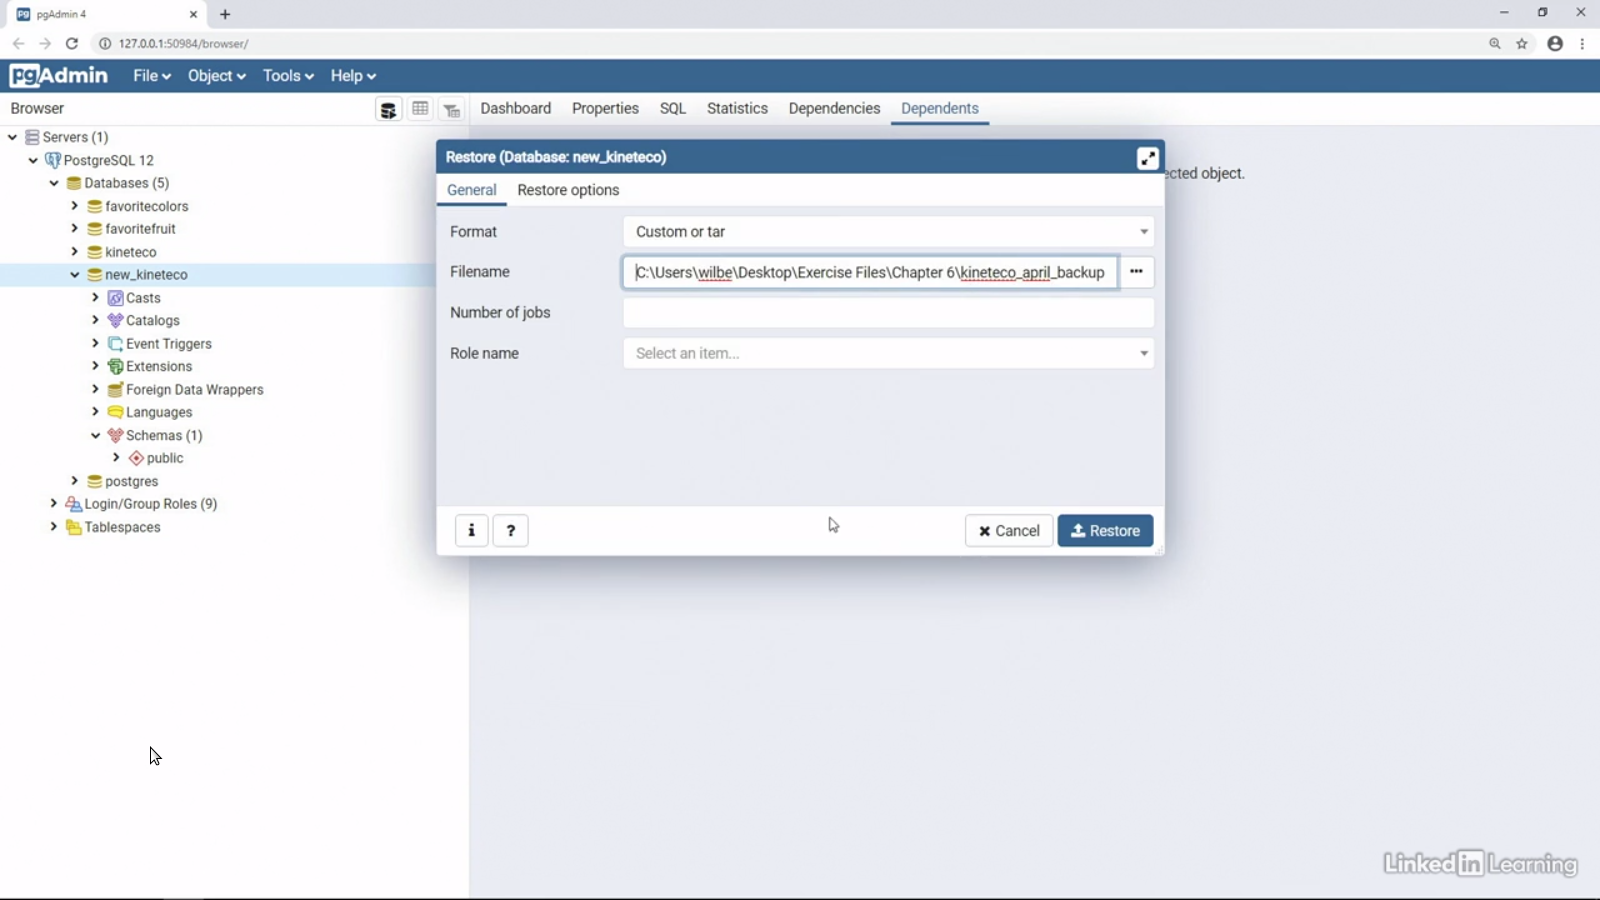 pgAdmin 4
127.0.0.1:50984/browser/
pgAdmin File Object Tools Help
Browser
Dashboard Properties SQL Statistics Dependencies Dependents
Servers (1)
PostgreSQL 12
Databases (5)
favoritecolors
favoritefruit
kineteco
new_kineteco
Casts
Catalogs
Event Triggers
Extensions
Foreign Data Wrappers
Languages
Schemas (1)
public
postgres
Login/Group Roles (9)
Tablespaces
Restore (Database: new_kineteco)
ected object.
General Restore options
Format Custom or tar
Filename C:\Users\wilbe\Desktop\Exercise Files\Chapter 6\kineteco_april_backup
Number of jobs
Role name Select an item...
i ? Cancel Restore
Linked in Learning